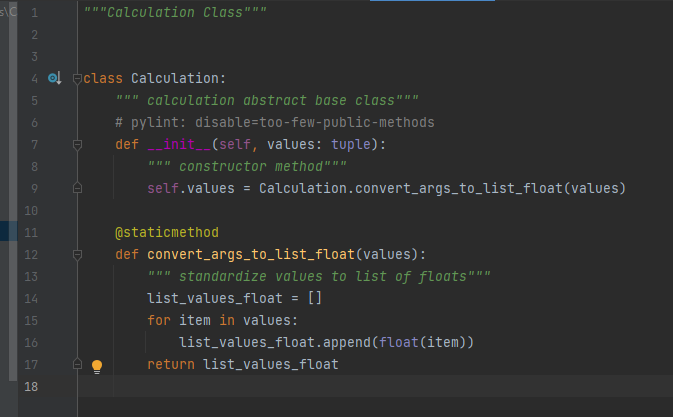 s\C
1 """Calculation Class"""
2
3
4 class Calculation:
5     """ calculation abstract base class"""
6     # pylint: disable=too-few-public-methods
7     def __init__(self, values: tuple):
8         """ constructor method"""
9         self.values = Calculation.convert_args_to_list_float(values)
10
11     @staticmethod
12     def convert_args_to_list_float(values):
13         """ standardize values to list of floats"""
14         list_values_float = []
15         for item in values:
16             list_values_float.append(float(item))
17         return list_values_float
18